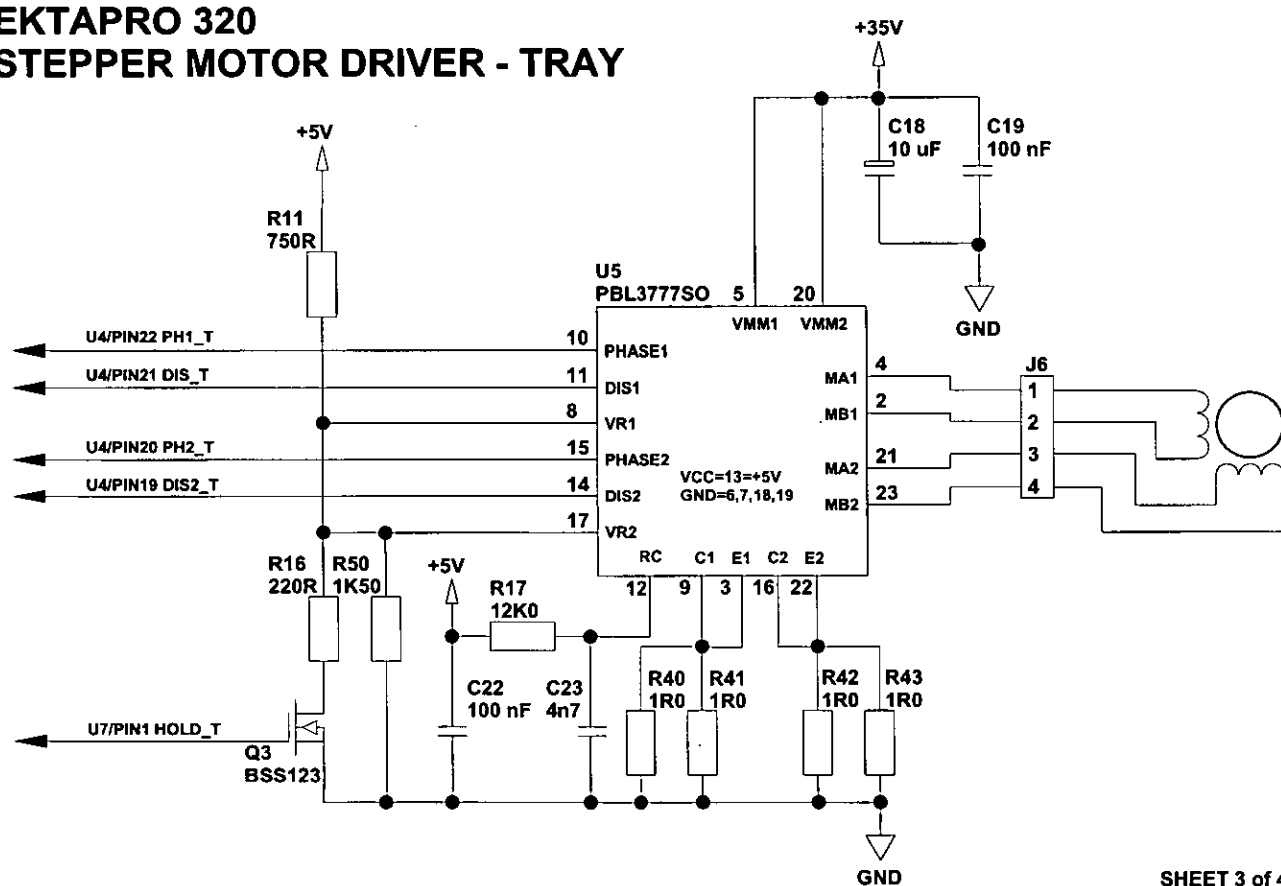 EKTAPRO 320
STEPPER MOTOR DRIVER - TRAY
+35V
+5V
C18
10 uF
C19
100 nF
R11
750R
GND
U5
PBL3777SO
5
20
VMM1
VMM2
U4/PIN22 PH1_T
10
PHASE1
U4/PIN21 DIS_T
11
DIS1
8
VR1
U4/PIN20 PH2_T
15
PHASE2
U4/PIN19 DIS2_T
14
DIS2
17
VR2
VCC=13=+5V
GND=6,7,18,19
MA1
4
MB1
2
MA2
21
MB2
23
J6
1
2
3
4
RC
C1
E1
C2
E2
12
9
3
16
22
R16
220R
R50
1K50
+5V
R17
12K0
C22
100 nF
C23
4n7
R40
1R0
R41
1R0
R42
1R0
R43
1R0
U7/PIN1 HOLD_T
Q3
BSS123
GND
SHEET 3 of 4